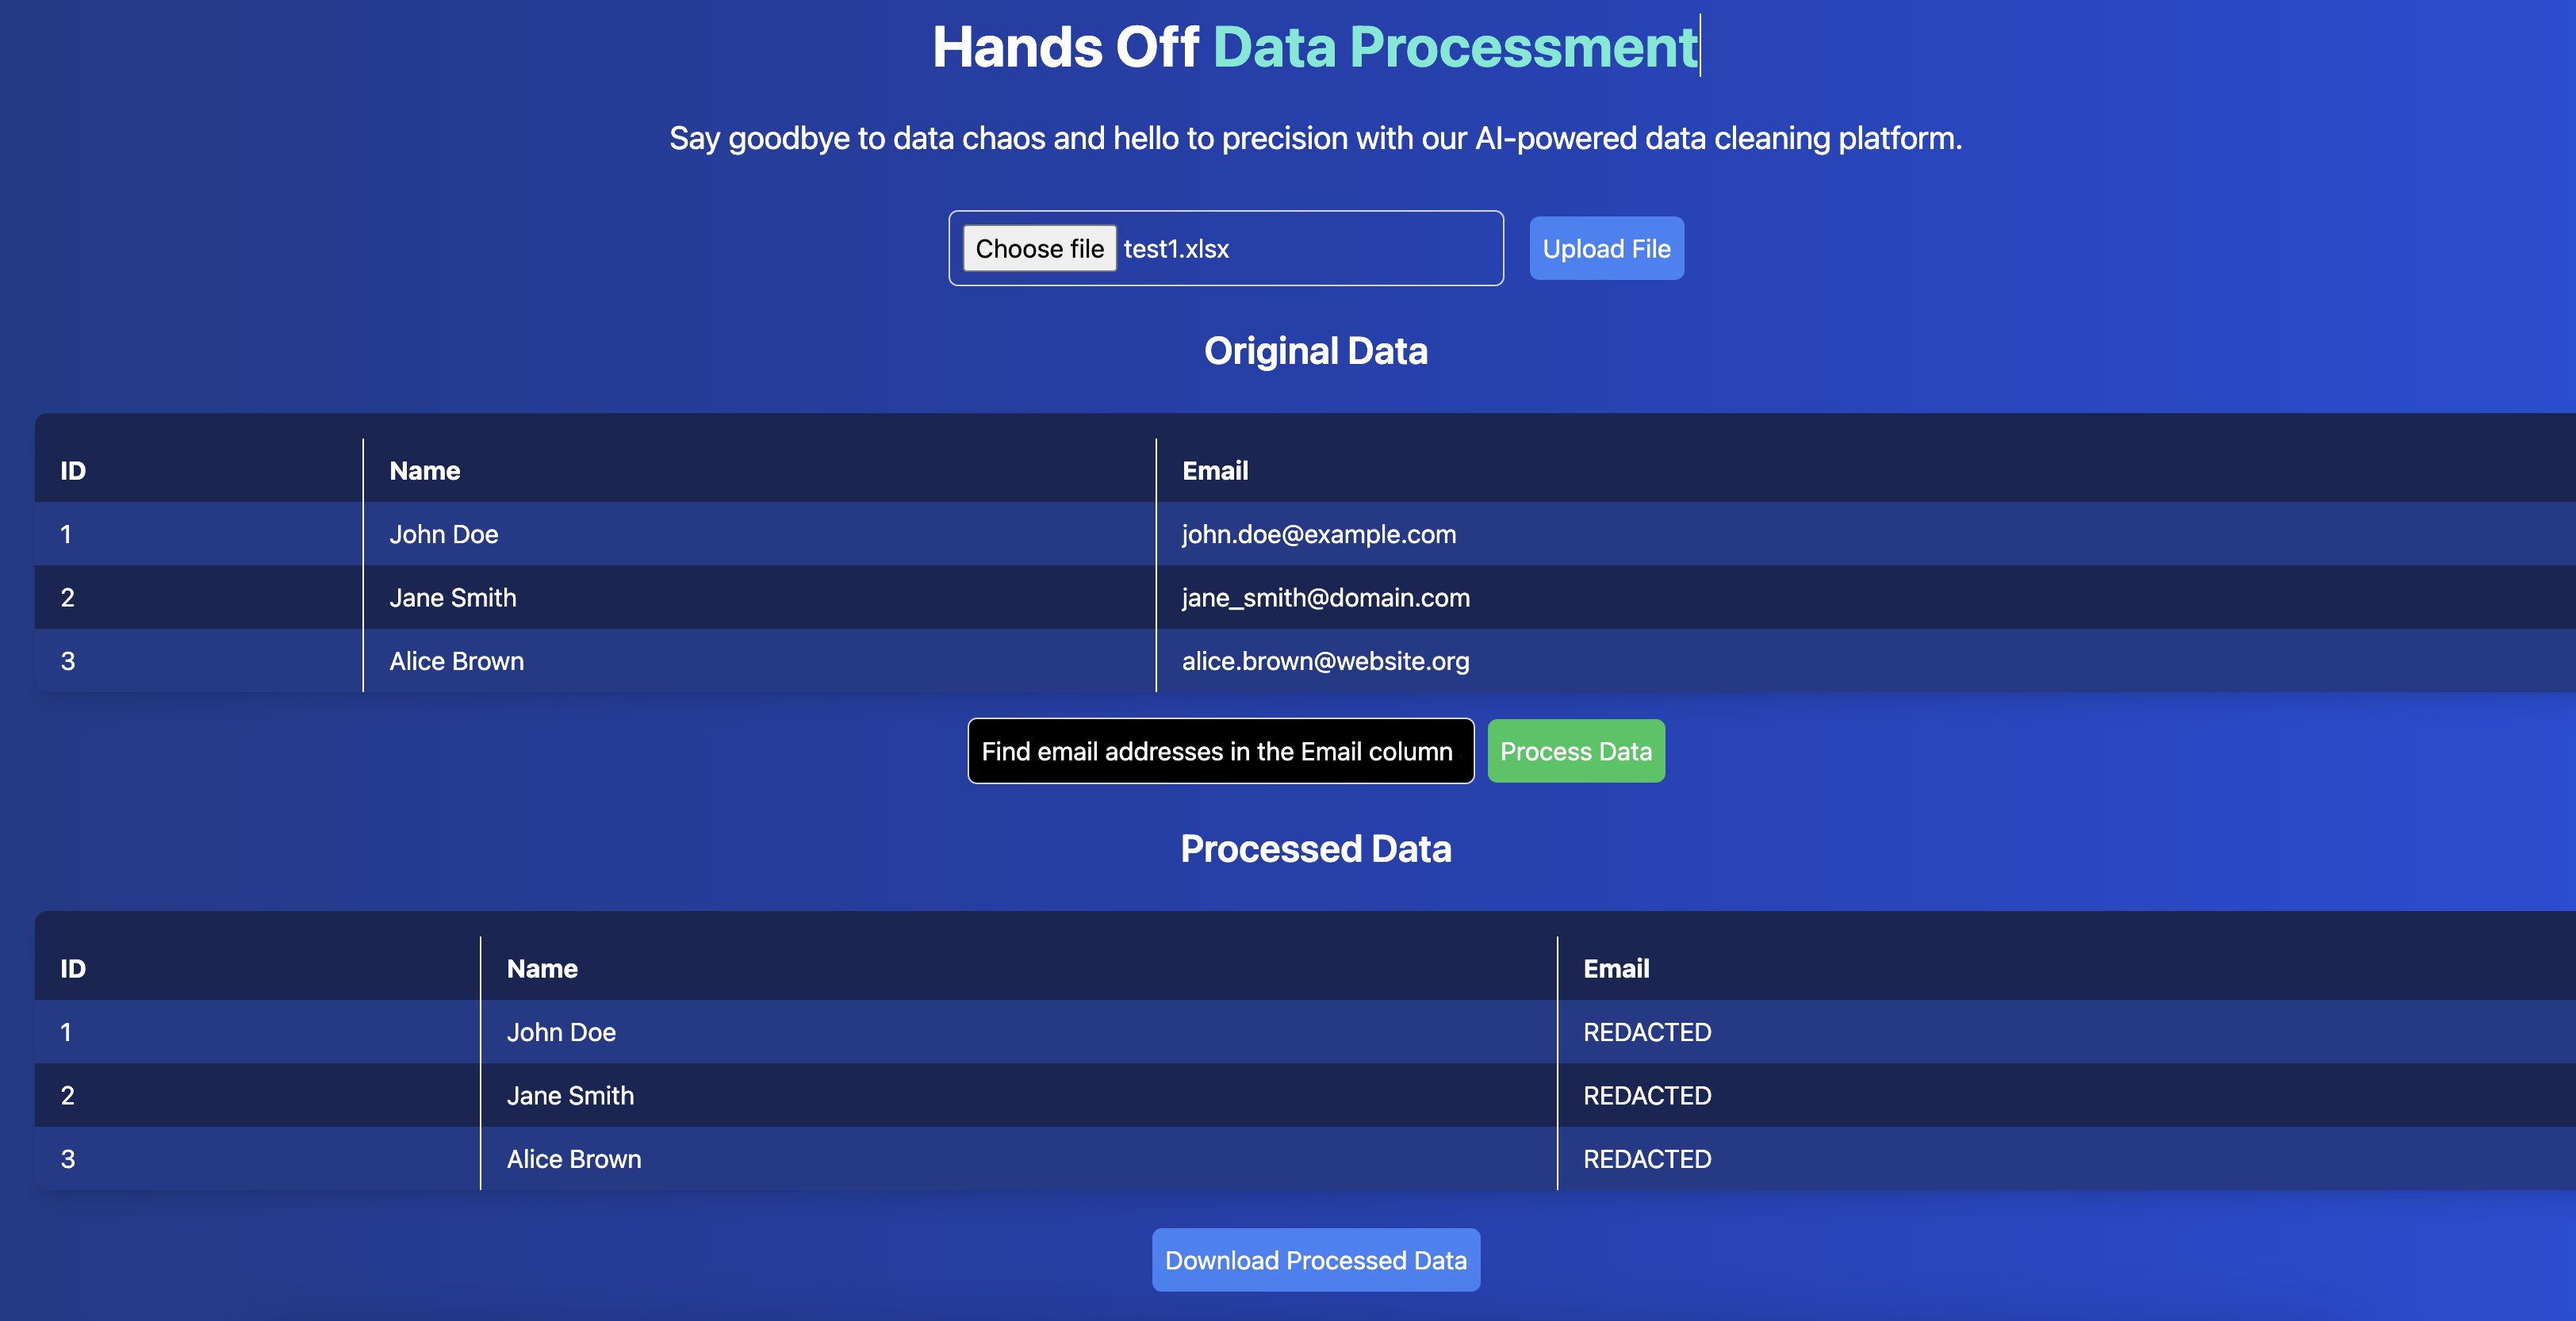 Hands Off Data Processment
Say goodbye to data chaos and hello to precision with our AI-powered data cleaning platform.
Choose file test1.xlsx Upload File
Original Data
ID Name Email
1 John Doe john.doe@example.com
2 Jane Smith jane_smith@domain.com
3 Alice Brown alice.brown@website.org
Find email addresses in the Email column Process Data
Processed Data
ID Name Email
1 John Doe REDACTED
2 Jane Smith REDACTED
3 Alice Brown REDACTED
Download Processed Data